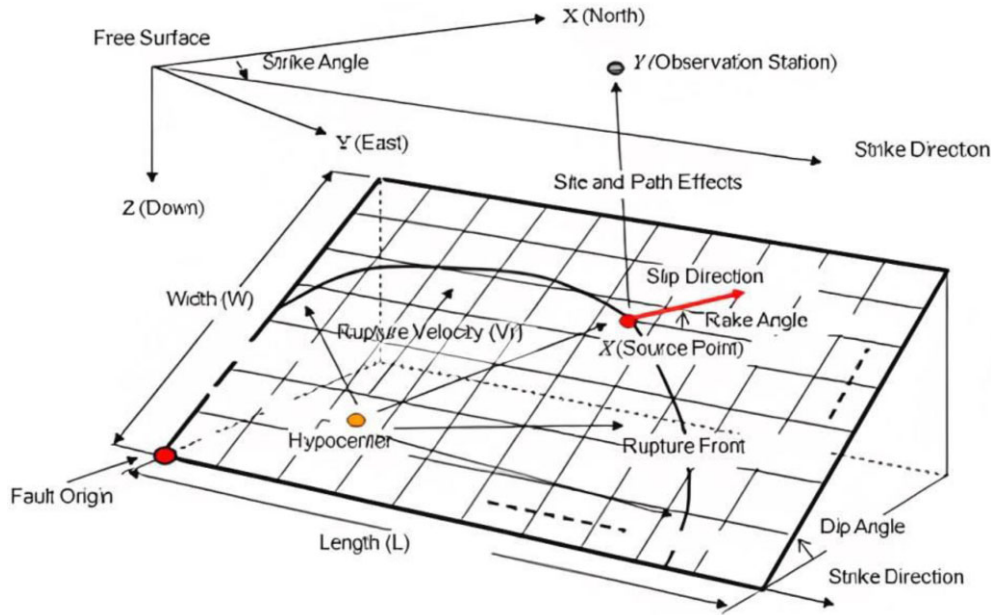 X (North)
Free Surface
Strike Angle
Y (Observation Station)
Y (East)
Strike Directon
Site and Path Effects
Z (Down)
Slip Direction
Width (W)
Rake Angle
Rupture Velocity (Vr)
X (Source Point)
Hypocenter
Rupture Front
Fault Origin
Dip Angle
Length (L)
Strike Direction